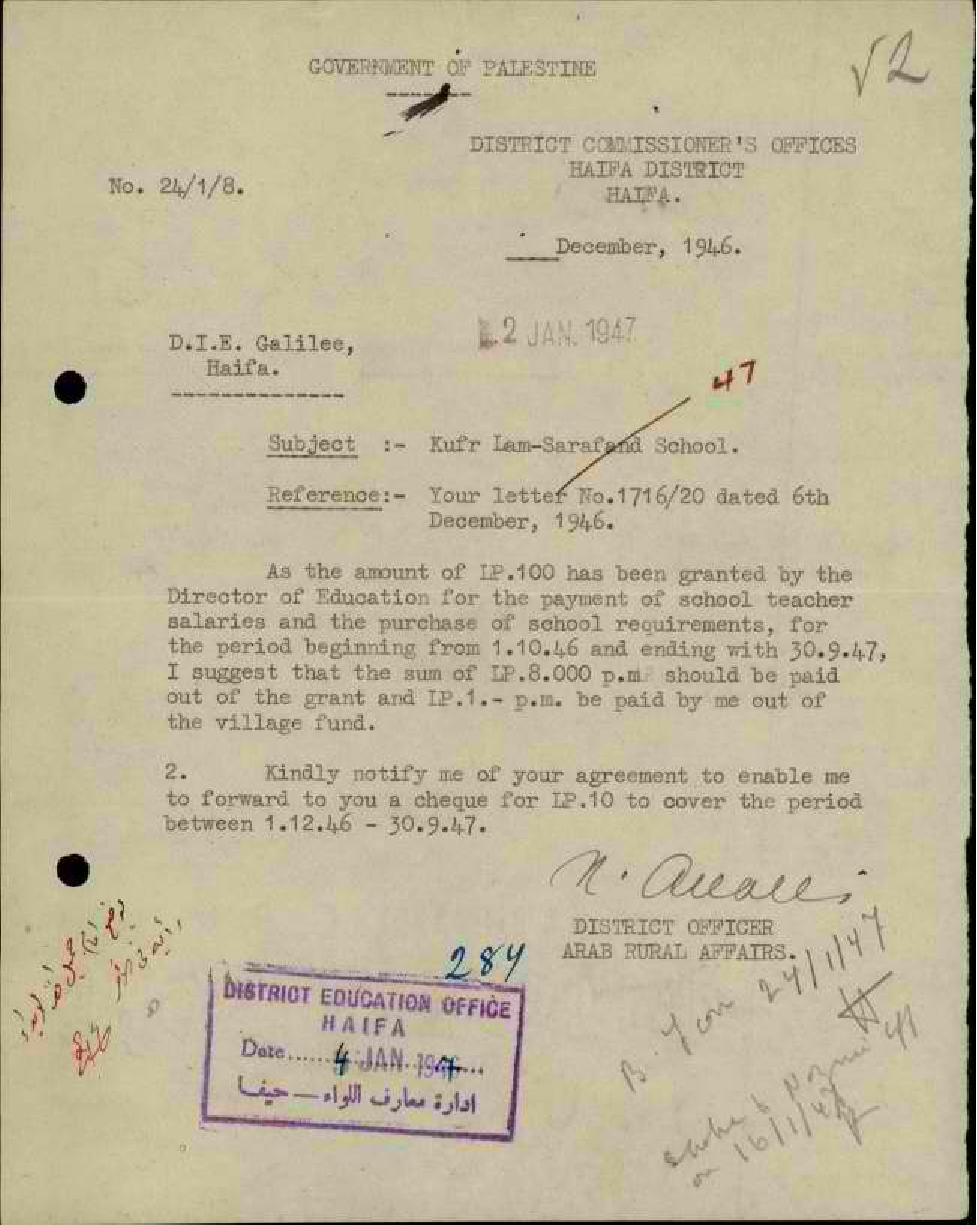 √2
GOVERNMENT OF PALESTINE
DISTRICT COMMISSIONER'S OFFICES
HAIFA DISTRICT
HAIFA.
No. 24/1/8.
December, 1946.
2 JAN. 1947
D.I.E. Galilee,
Haifa.
47
Subject :- Kufr Lam-Sarafand School.
Reference:- Your letter No.1716/20 dated 6th
December, 1946.
As the amount of LP.100 has been granted by the
Director of Education for the payment of school teacher
salaries and the purchase of school requirements, for
the period beginning from 1.10.46 and ending with 30.9.47,
I suggest that the sum of LP.8.000 p.m. should be paid
out of the grant and LP.1.- p.m. be paid by me out of
the village fund.
2. Kindly notify me of your agreement to enable me
to forward to you a cheque for LP.10 to cover the period
between 1.12.46 - 30.9.47.
DISTRICT OFFICER
ARAB RURAL AFFAIRS.
284
DISTRICT EDUCATION OFFICE
HAIFA
Date...... 4 JAN. 1947...
ادارة معارف اللواء — حيفا
on 24/1/47
on 16/1/47